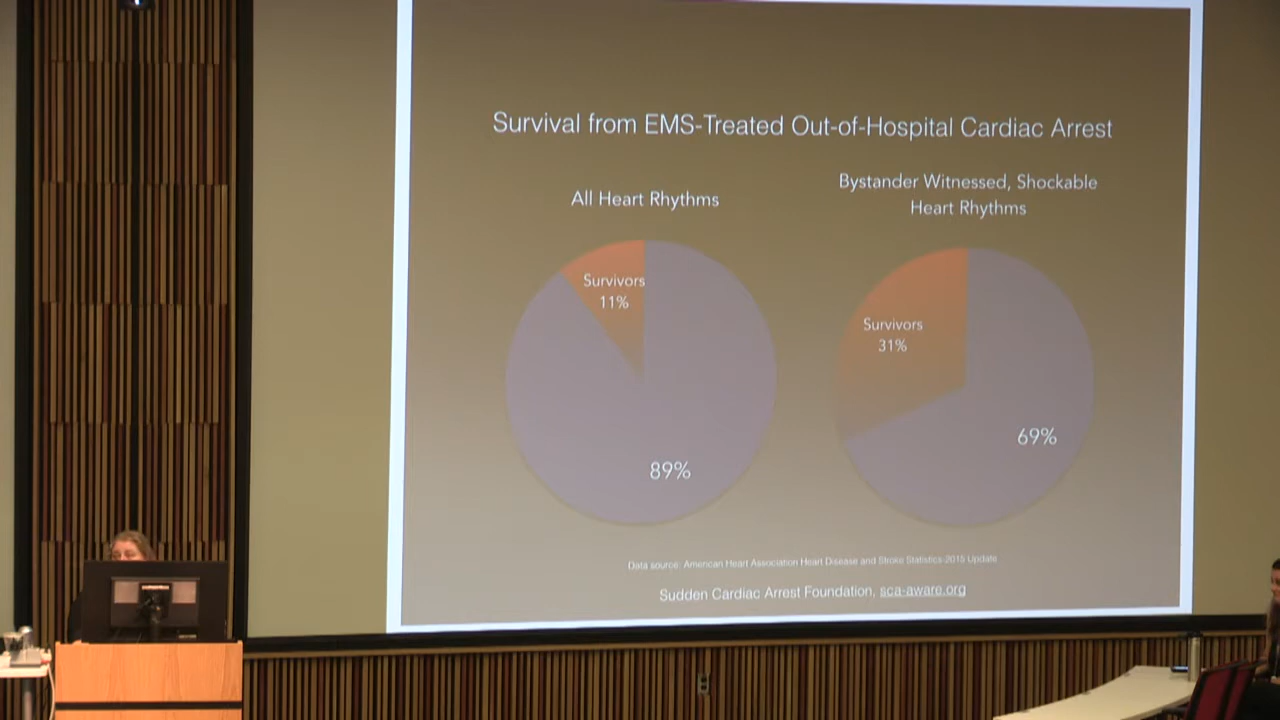 Survival from EMS-Treated Out-of-Hospital Cardiac Arrest
All Heart Rhythms
Bystander Witnessed, Shockable
Heart Rhythms
Survivors
11%
89%
Survivors
31%
69%
Data source: American Heart Association Heart Disease and Stroke Statistics-2015 Update
Sudden Cardiac Arrest Foundation, sca-aware.org